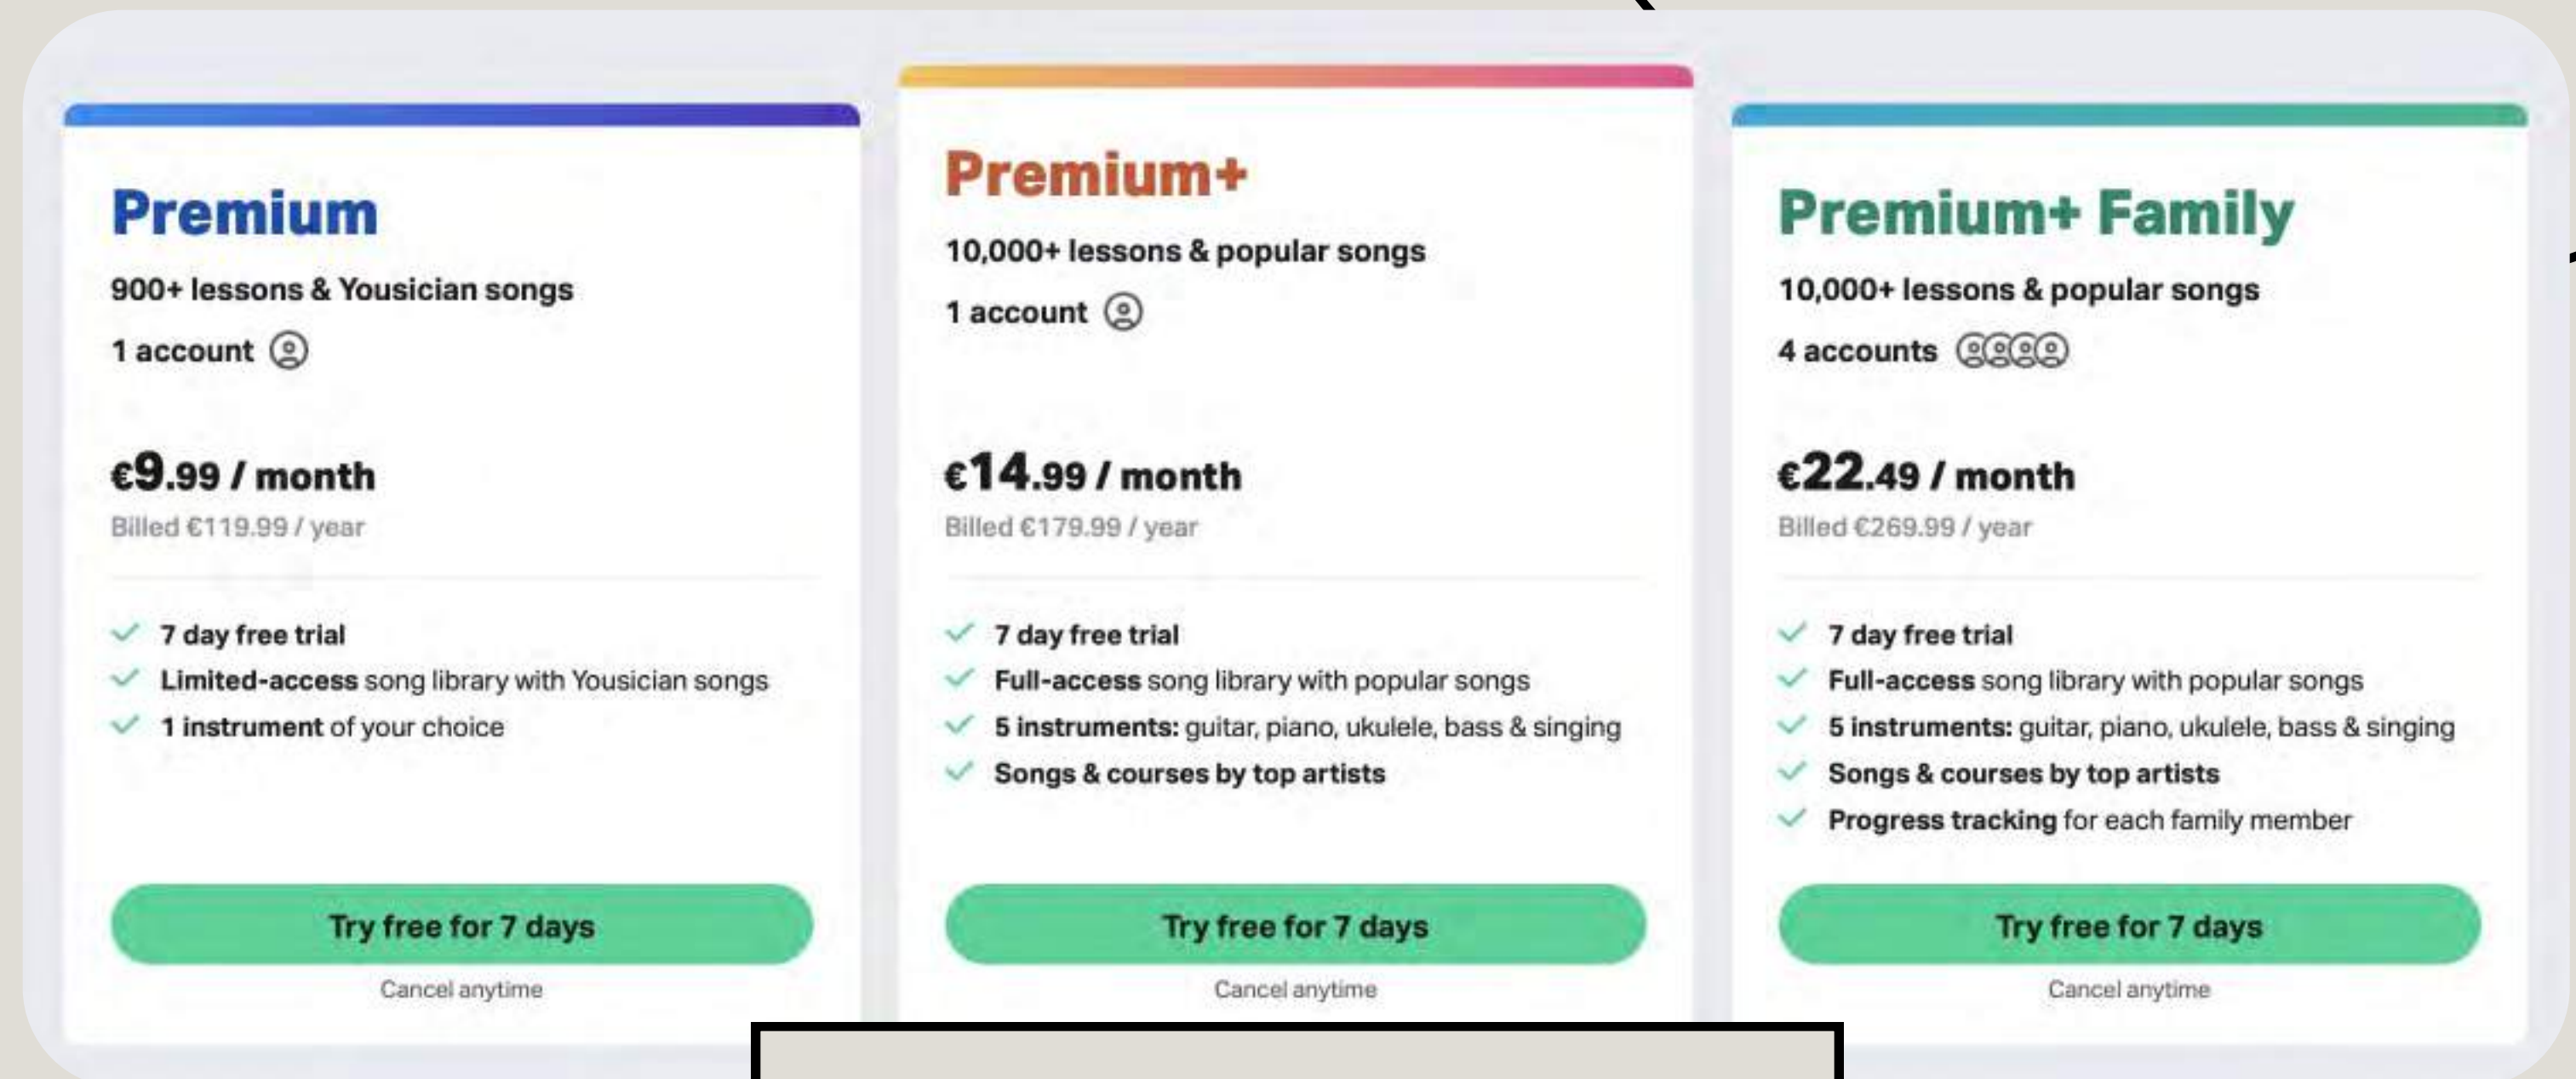 Premium
900+ lessons & Yousician songs
1 account
€9.99 / month
Billed €119.99 / year
7 day free trial
Limited-access song library with Yousician songs
1 instrument of your choice
Try free for 7 days
Cancel anytime
Premium+
10,000+ lessons & popular songs
1 account
€14.99 / month
Billed €179.99 / year
7 day free trial
Full-access song library with popular songs
5 instruments: guitar, piano, ukulele, bass & singing
Songs & courses by top artists
Try free for 7 days
Cancel anytime
Premium+ Family
10,000+ lessons & popular songs
4 accounts
€22.49 / month
Billed €269.99 / year
7 day free trial
Full-access song library with popular songs
5 instruments: guitar, piano, ukulele, bass & singing
Songs & courses by top artists
Progress tracking for each family member
Try free for 7 days
Cancel anytime